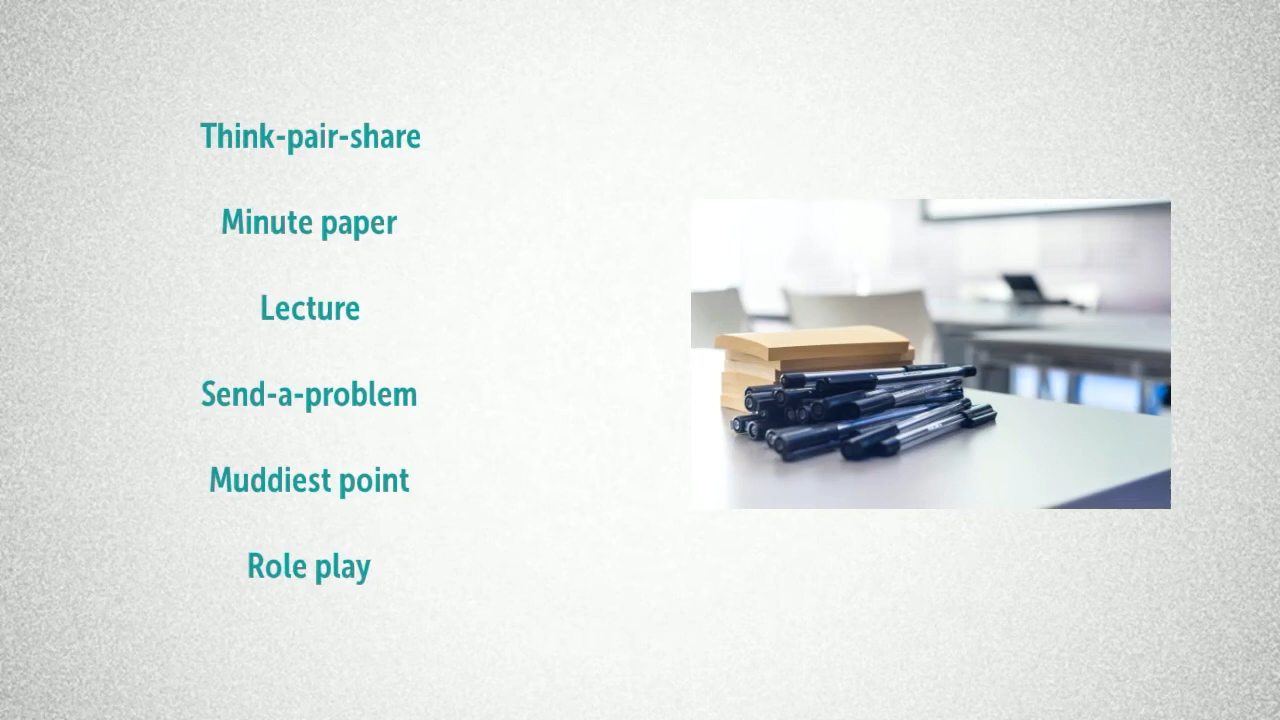 Think-pair-share
Minute paper
Lecture
Send-a-problem
Muddiest point
Role play